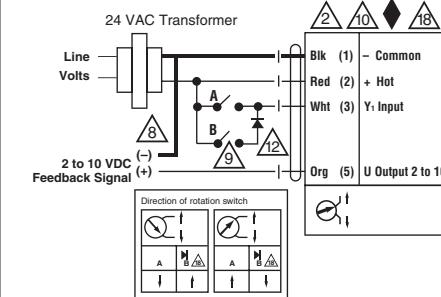 24 VAC Transformer
2 10 18
Line
Volts
Blk (1) – Common
Red (2) + Hot
A
Wht (3) Y1 Input
B
8
9
12
(–)
2 to 10 VDC
Feedback Signal (+)
Org (5) U Output 2 to 10
Direction of rotation switch
A B 18 A B 18